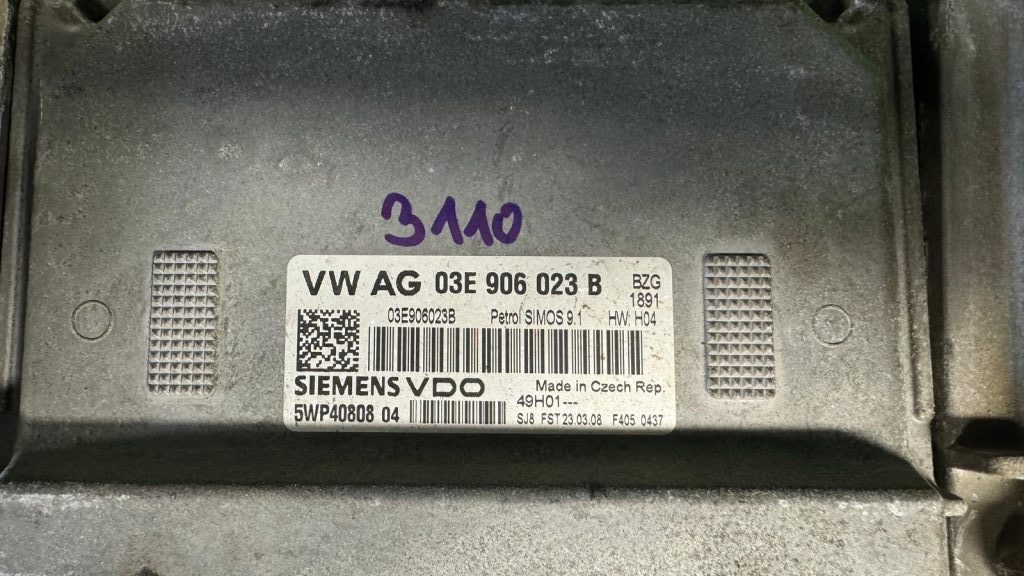 3110
VW AG 03E 906 023 B BZG
1891
03E906023B Petrol SIMOS 9.1 HW: H04
SIEMENS VDO Made in Czech Rep.
49H01---
5WP40808 04 SJ8 FST 23.03.08 F405 0437